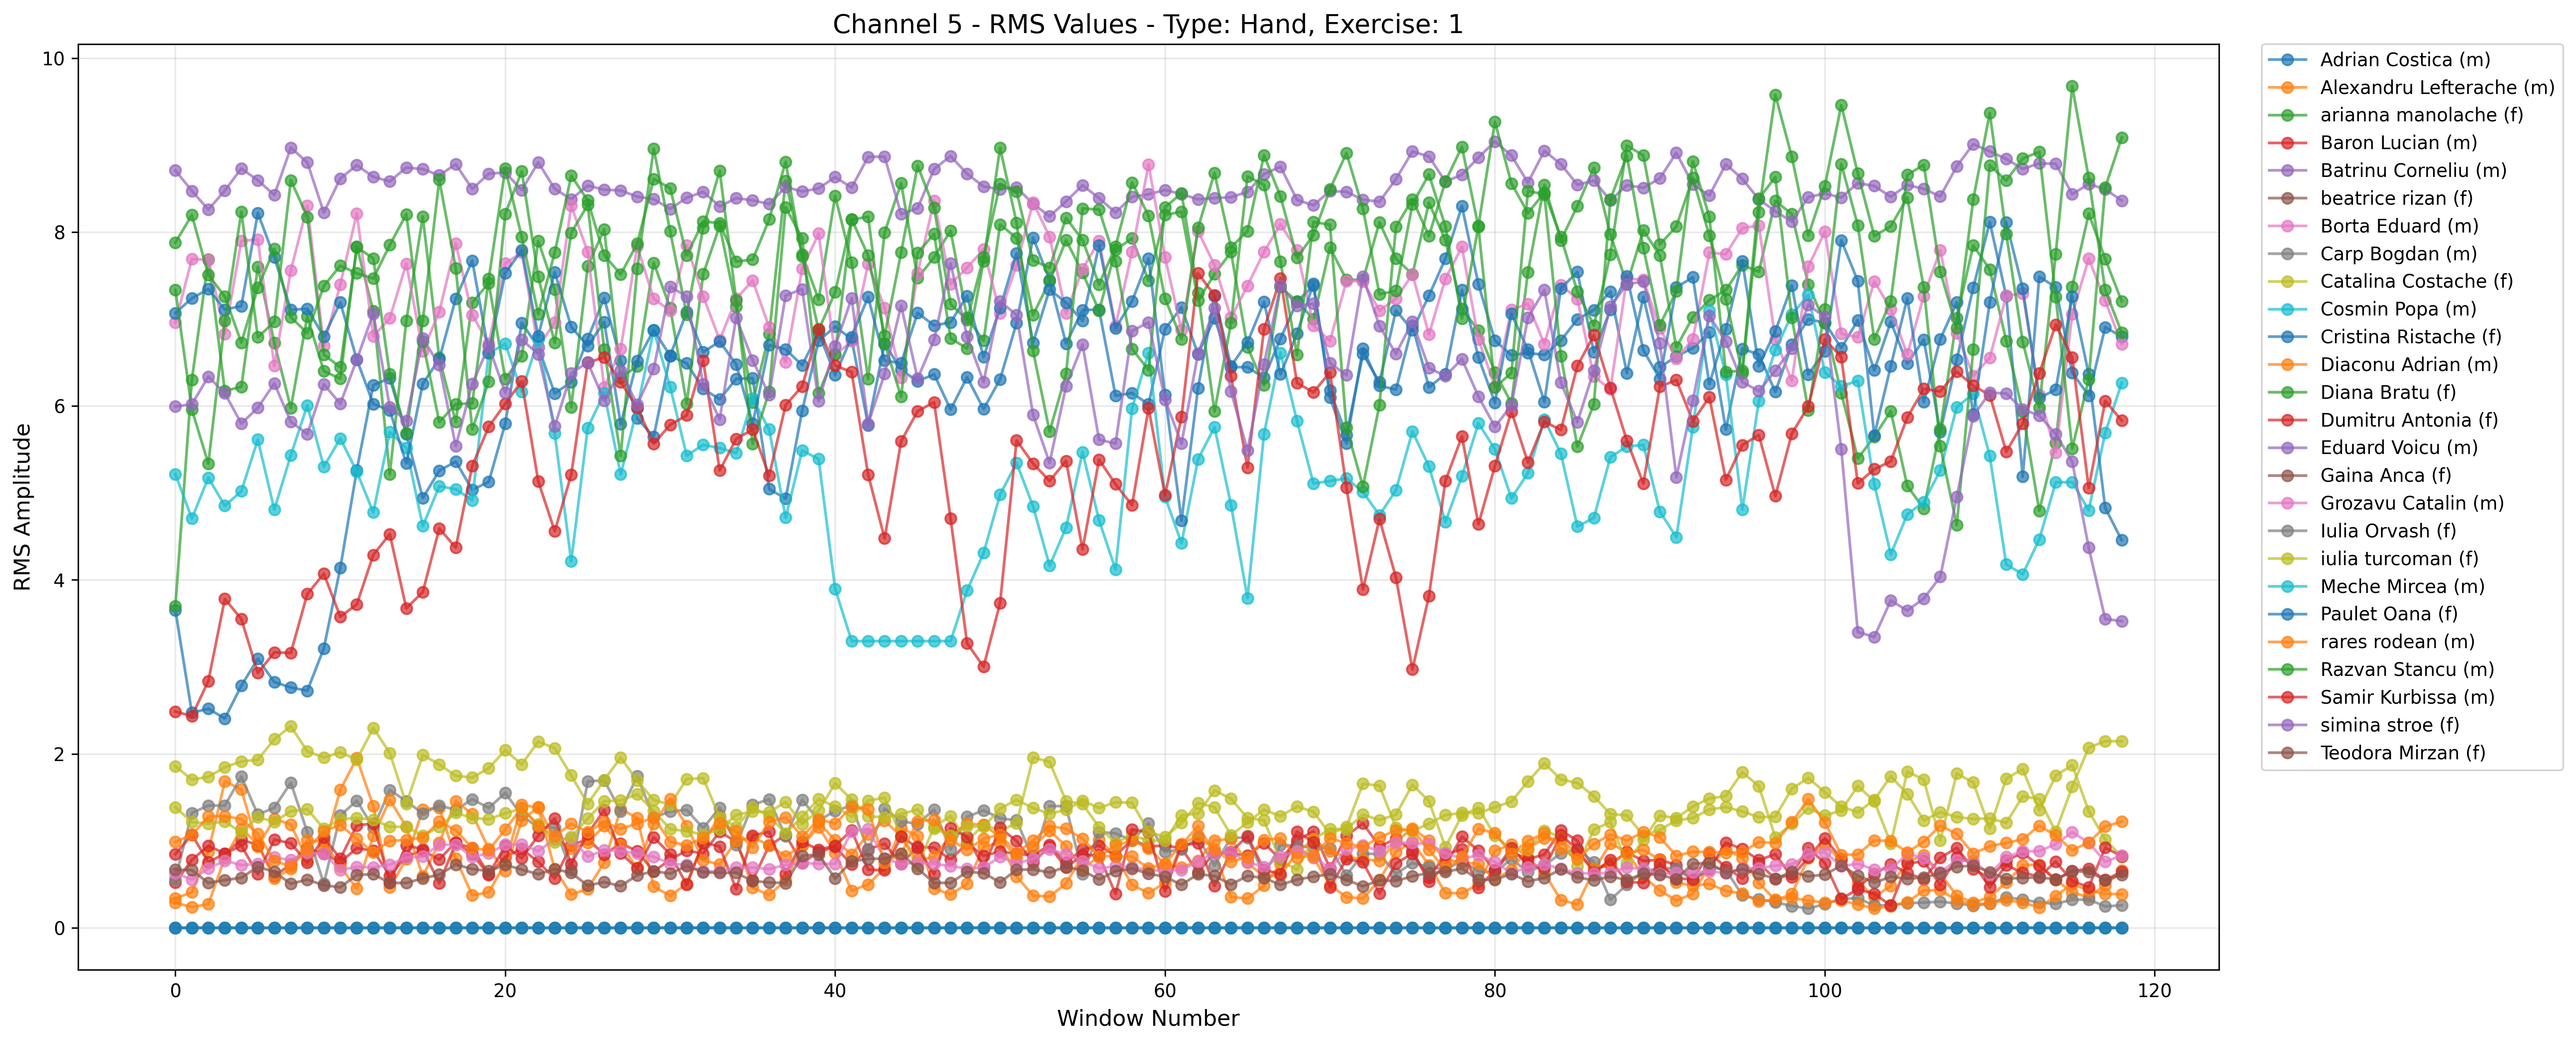 Channel 5 - RMS Values - Type: Hand, Exercise: 1
10
8
6
4
2
0
RMS Amplitude
0 20 40 60 80 100 120
Window Number
Adrian Costica (m)
Alexandru Lefterache (m)
arianna manolache (f)
Baron Lucian (m)
Batrinu Corneliu (m)
beatrice rizan (f)
Borta Eduard (m)
Carp Bogdan (m)
Catalina Costache (f)
Cosmin Popa (m)
Cristina Ristache (f)
Diaconu Adrian (m)
Diana Bratu (f)
Dumitru Antonia (f)
Eduard Voicu (m)
Gaina Anca (f)
Grozavu Catalin (m)
Iulia Orvash (f)
iulia turcoman (f)
Meche Mircea (m)
Paulet Oana (f)
rares rodean (m)
Razvan Stancu (m)
Samir Kurbissa (m)
simina stroe (f)
Teodora Mirzan (f)